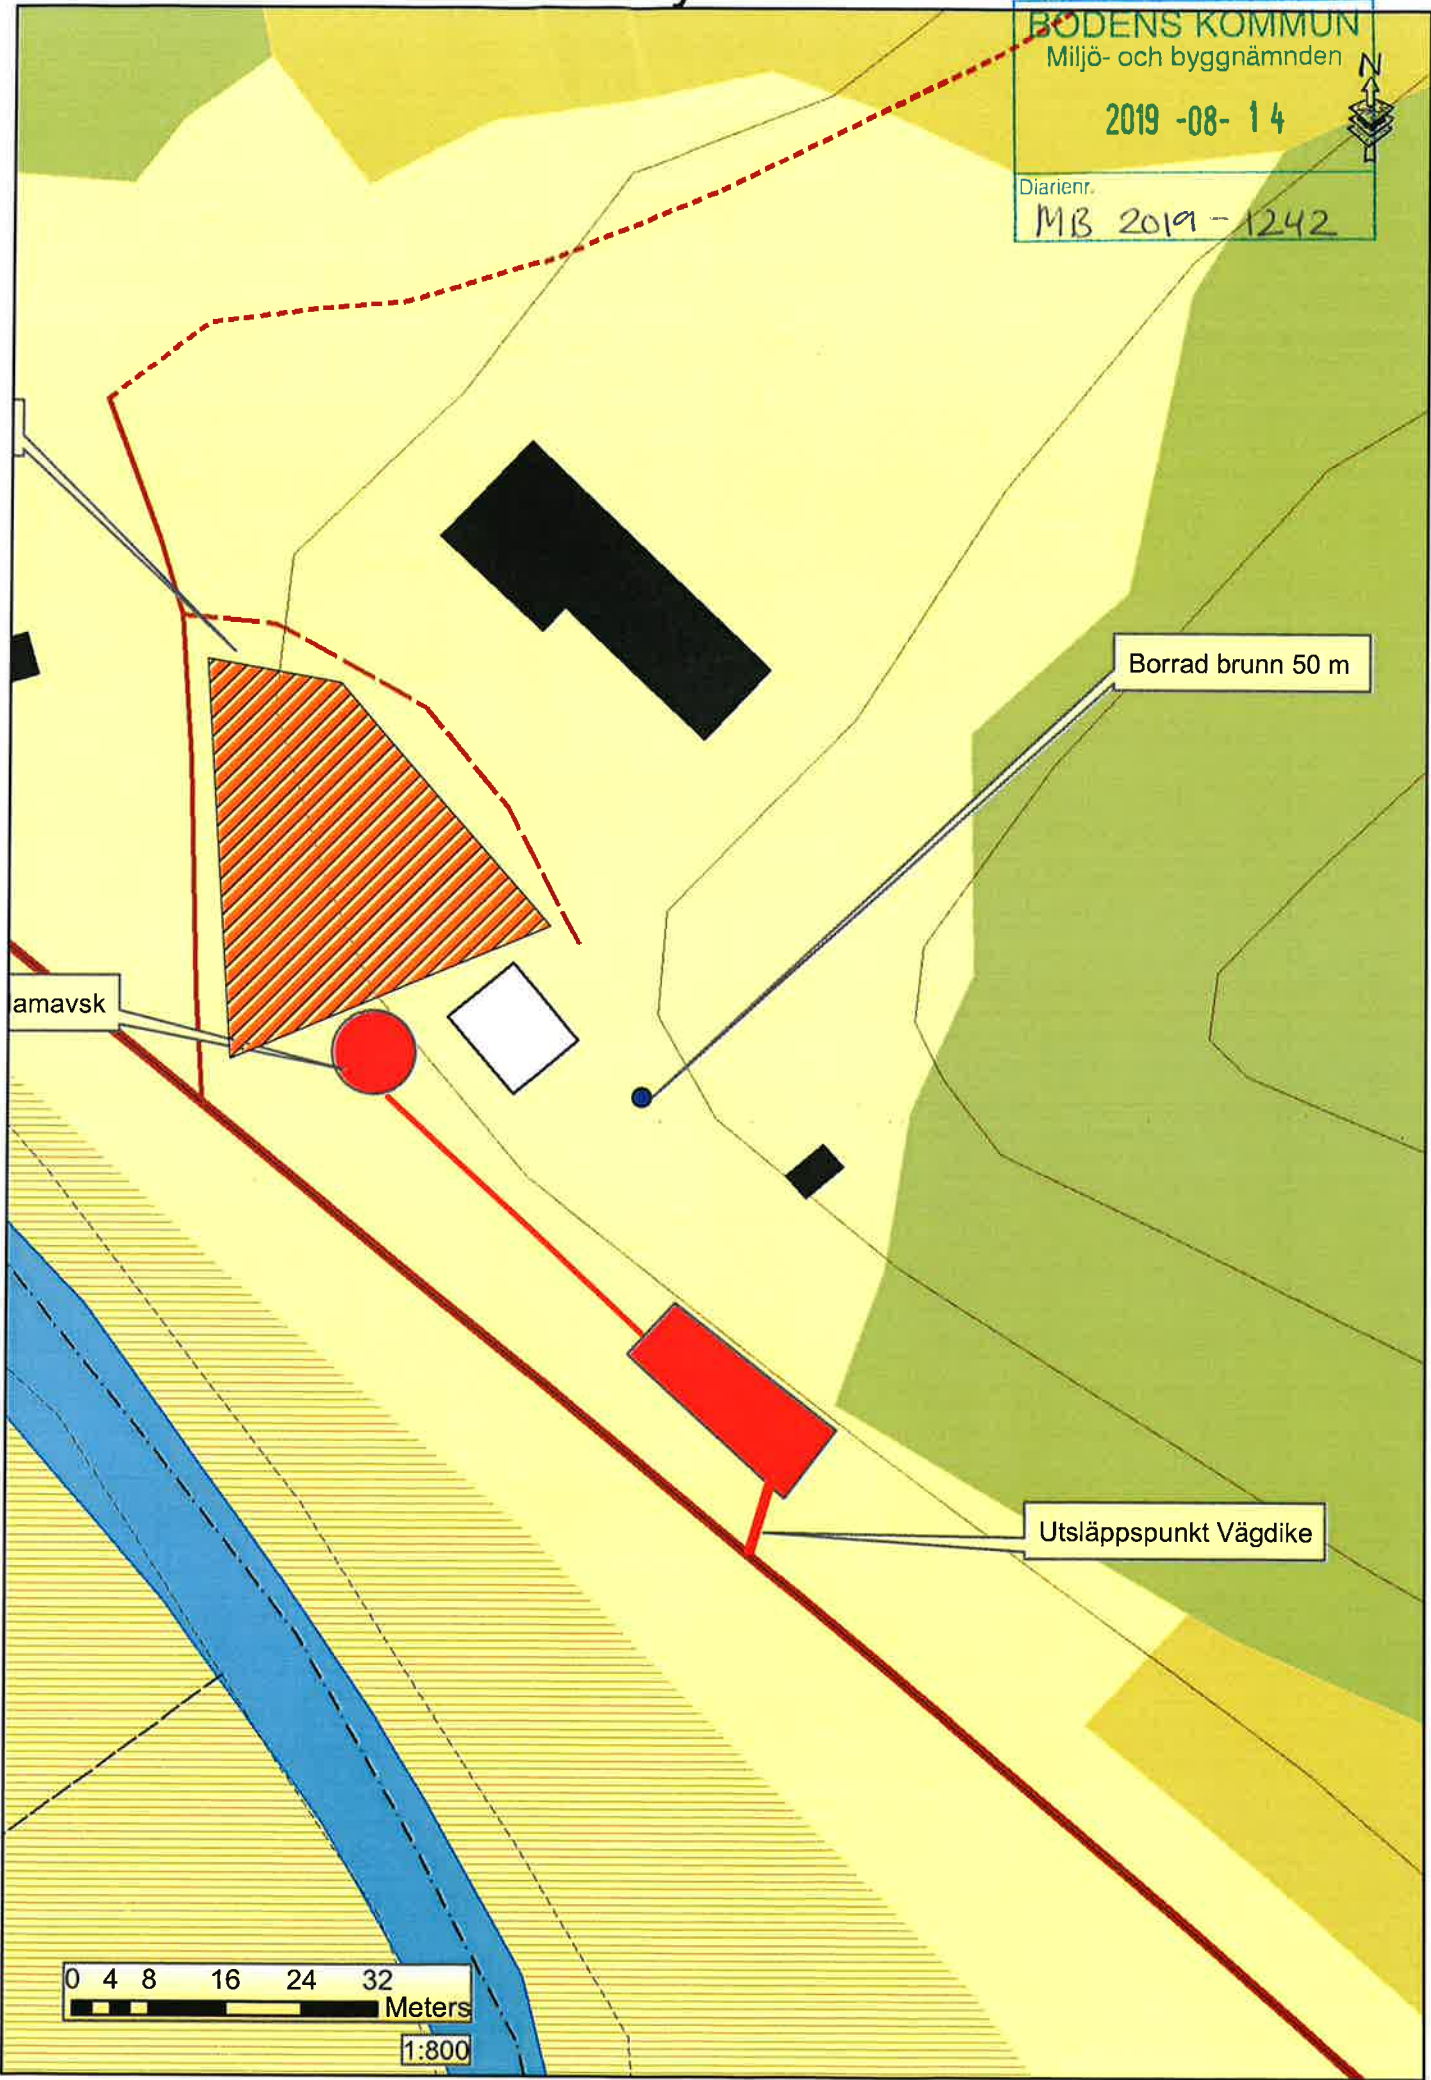 BODENS KOMMUN
Miljö- och byggnämnden
N
2019 -08- 14
Diarienr.
MB 2019 - 1242
Borrad brunn 50 m
lamavsk
Utsläppspunkt Vägdike
0 4 8 16 24 32
Meters
1:800